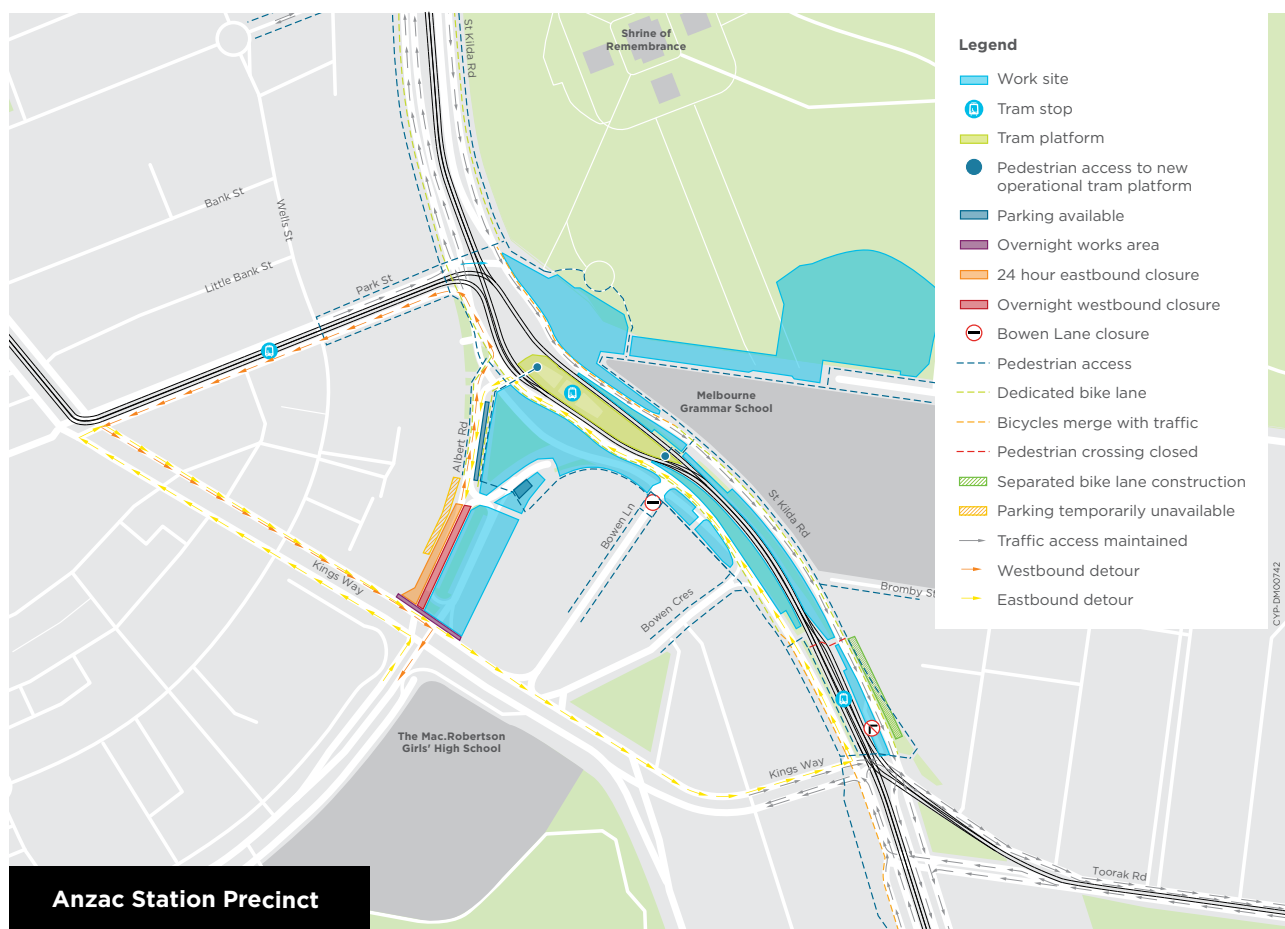 St Kilda Rd
Shrine of
Remembrance
Bank St
Wells St
Little Bank St
Park St
Melbourne
Grammar School
Albert Rd
St Kilda Rd
Bowen Ln
Kings Way
Bowen Cres
Bromby St
The Mac.Robertson
Girls' High School
Kings Way
Toorak Rd
Anzac Station Precinct
Legend
Work site
Tram stop
Tram platform
Pedestrian access to new
operational tram platform
Parking available
Overnight works area
24 hour eastbound closure
Overnight westbound closure
Bowen Lane closure
Pedestrian access
Dedicated bike lane
Bicycles merge with traffic
Pedestrian crossing closed
Separated bike lane construction
Parking temporarily unavailable
Traffic access maintained
Westbound detour
Eastbound detour
CYP-DM00742